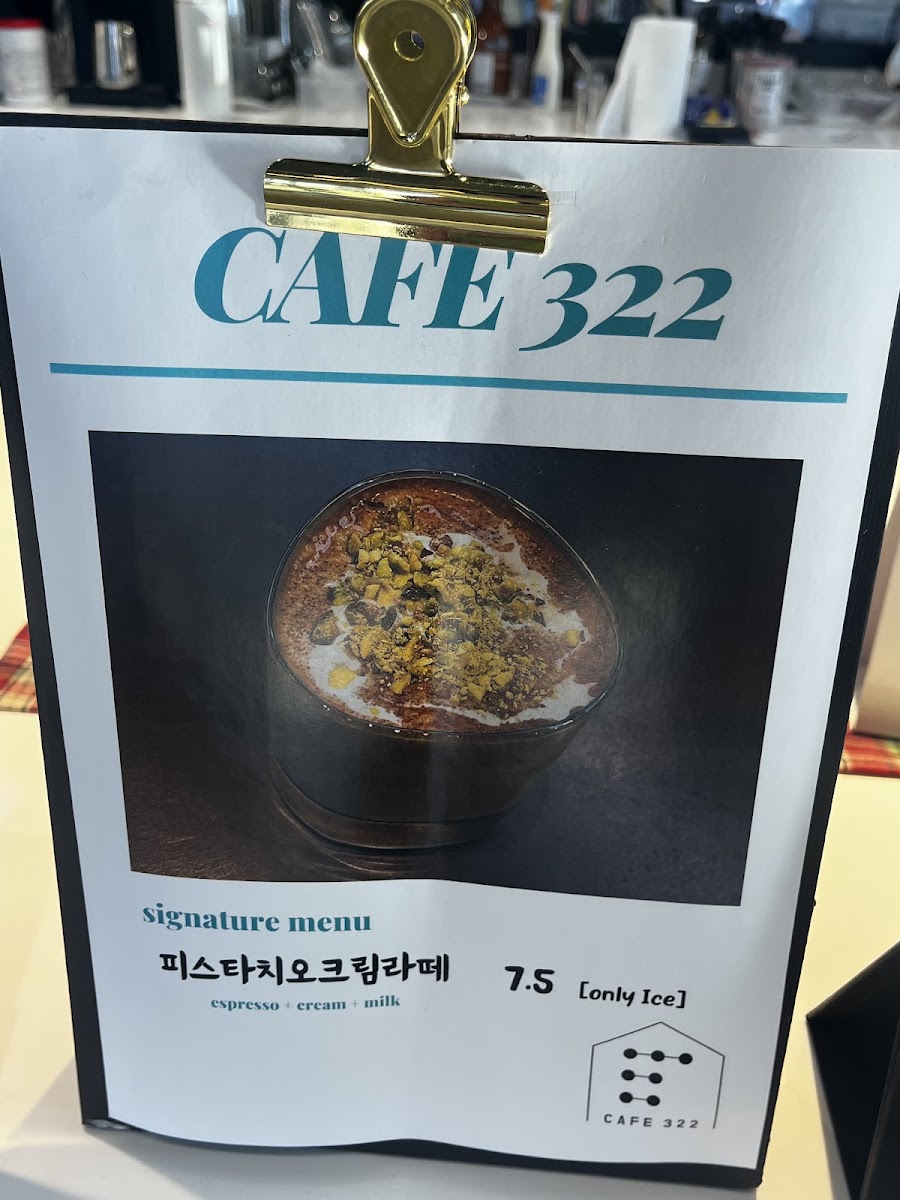 CAFE 322
signature menu
피스타치오크림라떼 7.5 [only Ice]
espresso + cream + milk
CAFE 322